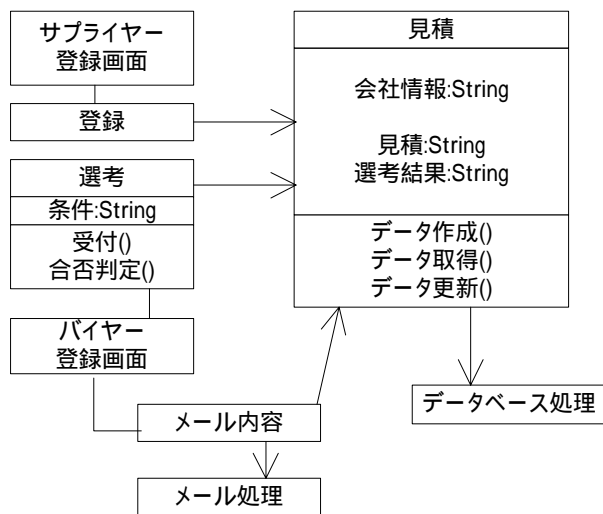 サプライヤー
登録画面
登録
選考
条件:String
受付()
合否判定()
バイヤー
登録画面
見積
会社情報:String
見積:String
選考結果:String
データ作成()
データ取得()
データ更新()
データベース処理
メール内容
メール処理